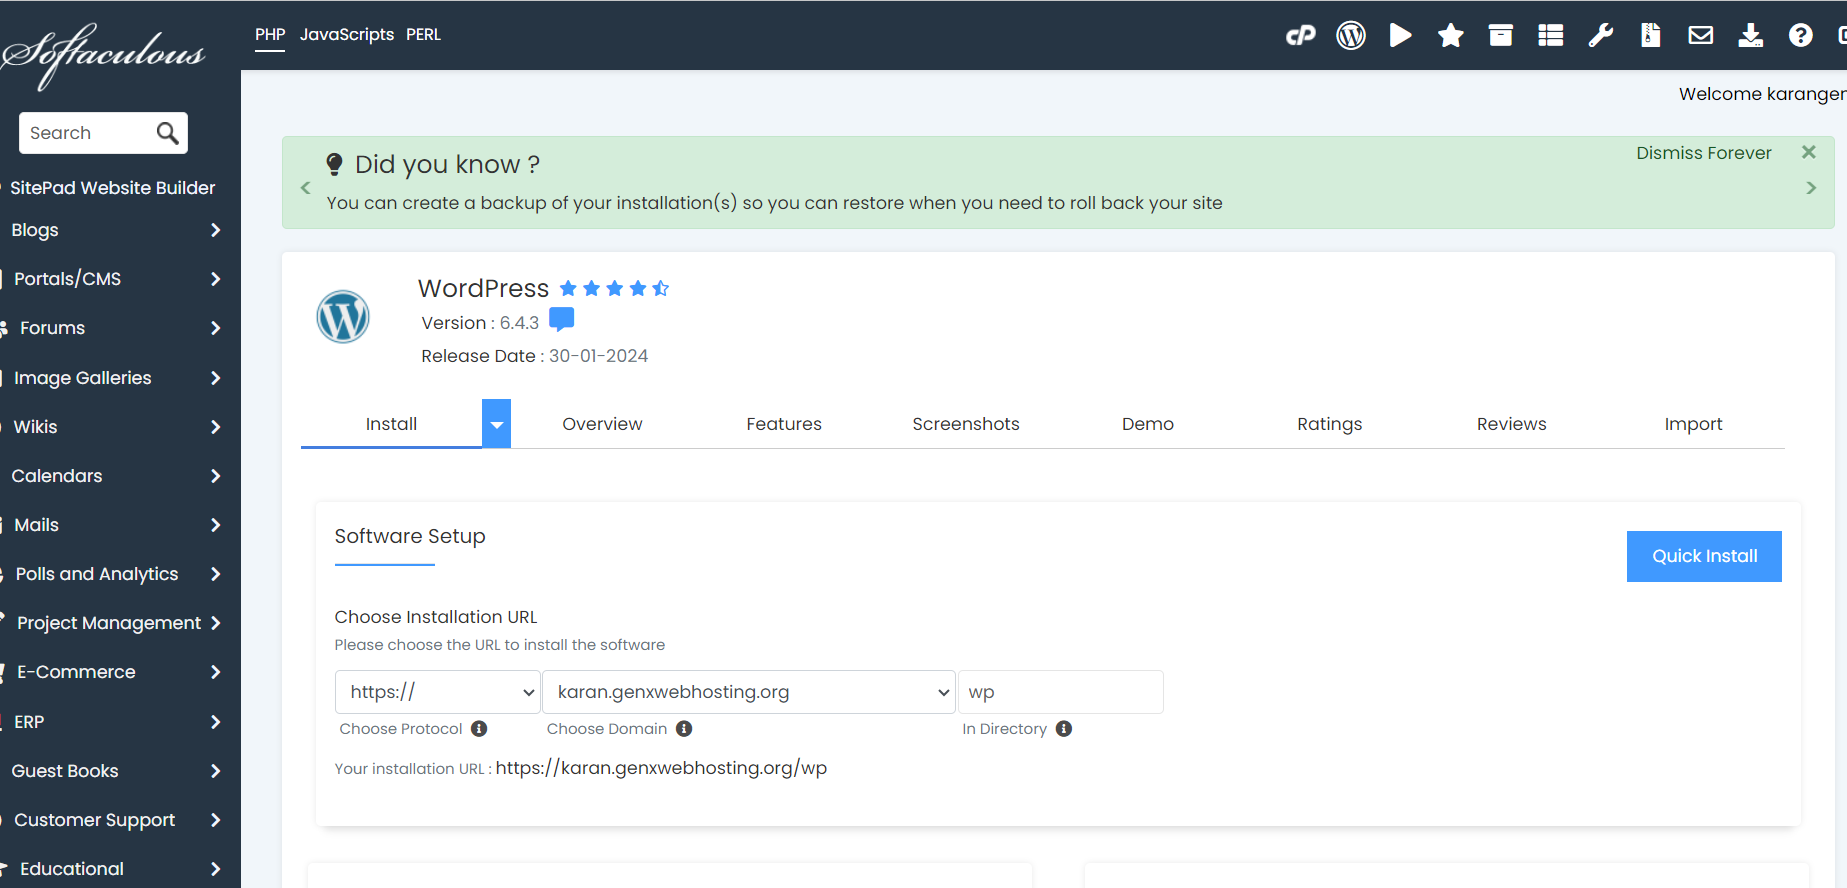 Softaculous
PHP JavaScripts PERL
Search
Welcome karangen
SitePad Website Builder
Blogs
Portals/CMS
Forums
Image Galleries
Wikis
Calendars
Mails
Polls and Analytics
Project Management
E-Commerce
ERP
Guest Books
Customer Support
Educational
Did you know ?
Dismiss Forever
You can create a backup of your installation(s) so you can restore when you need to roll back your site
WordPress
Version : 6.4.3
Release Date : 30-01-2024
Install Overview Features Screenshots Demo Ratings Reviews Import
Software Setup
Quick Install
Choose Installation URL
Please choose the URL to install the software
https:// karan.genxwebhosting.org wp
Choose Protocol Choose Domain In Directory
Your installation URL : https://karan.genxwebhosting.org/wp